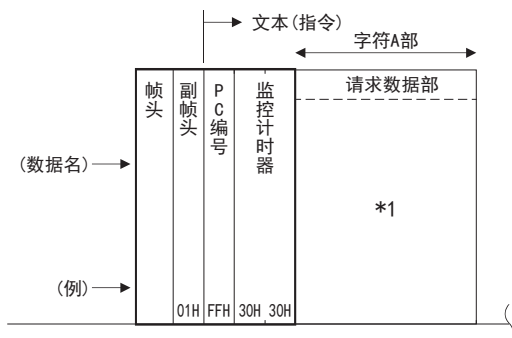 文本(指令)
字符A部
帧头
副帧头
PC编号
监控计时器
请求数据部
(数据名)
*1
(例)
01H FFH 30H 30H